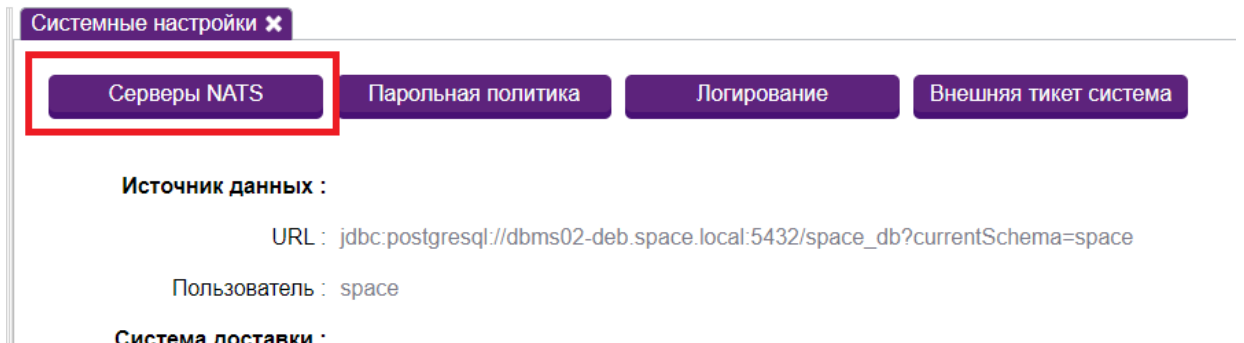 Системные настройки ✖
Серверы NATS Парольная политика Логирование Внешняя тикет система
Источник данных :
URL : jdbc:postgresql://dbms02-deb.space.local:5432/space_db?currentSchema=space
Пользователь : space
Система доставки :